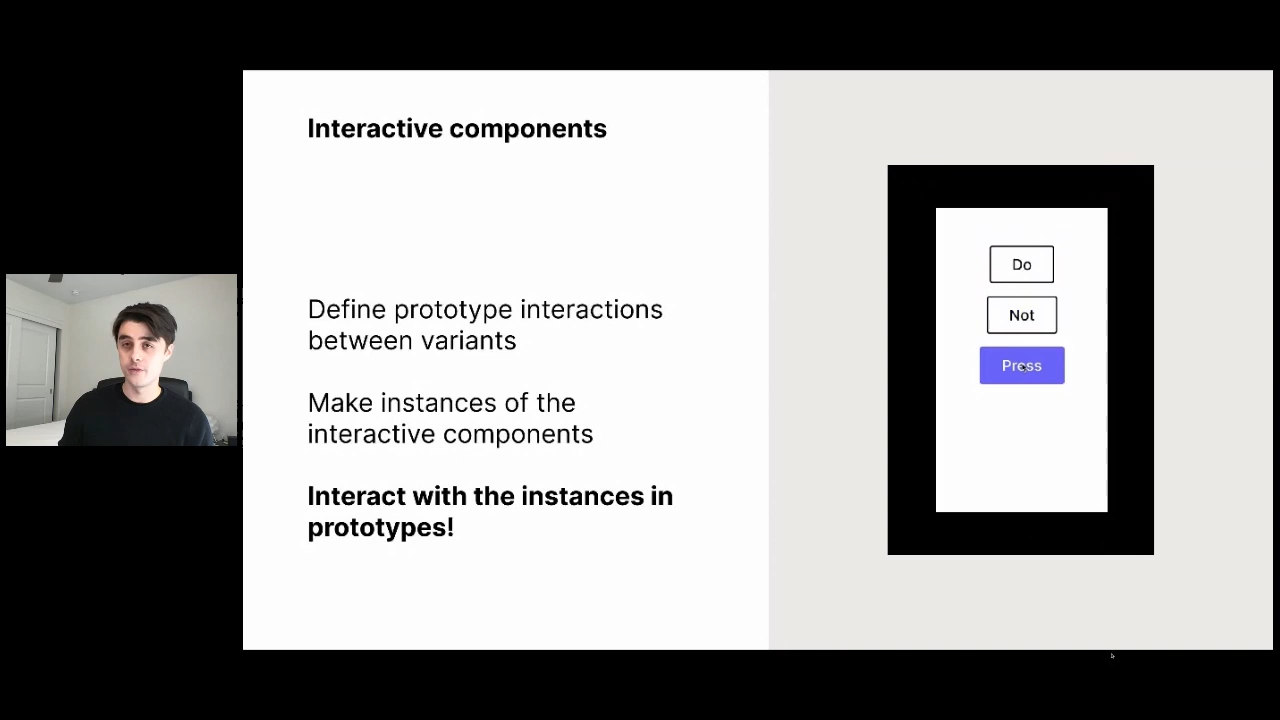 Interactive components
Define prototype interactions
between variants
Make instances of the
interactive components
Interact with the instances in
prototypes!
Do
Not
Press